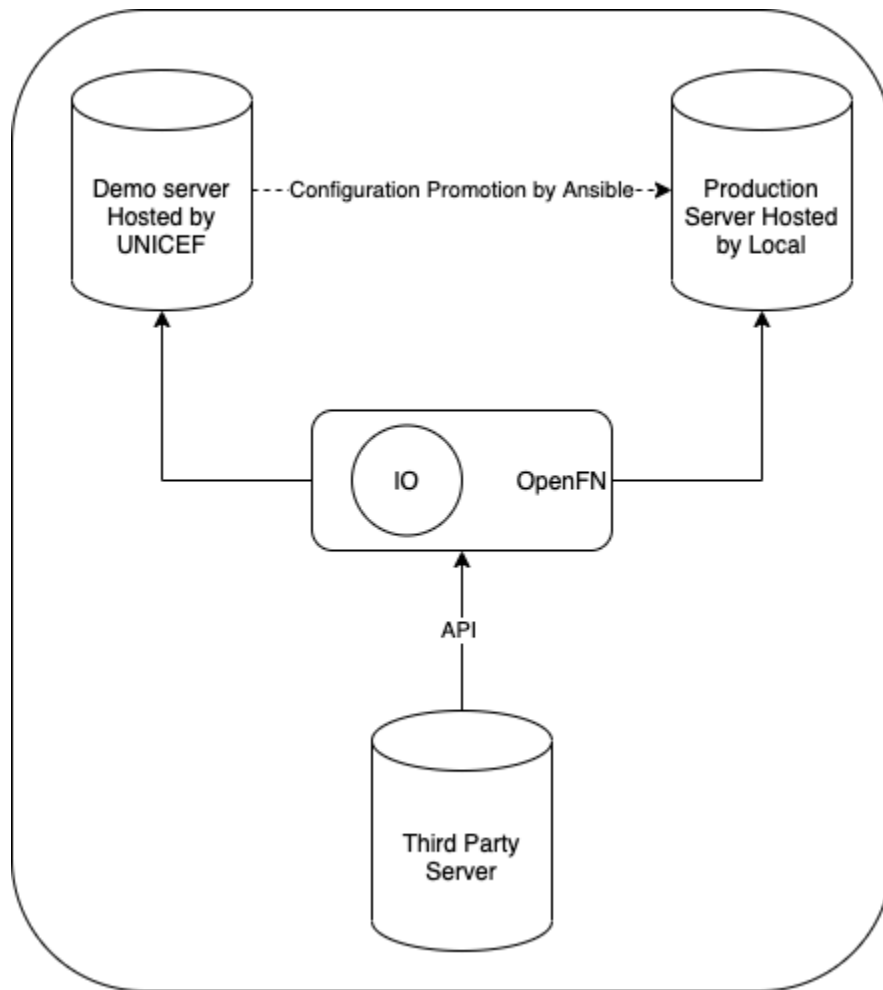 Demo server
Hosted by
UNICEF
Configuration Promotion by Ansible
Production
Server Hosted
by Local
IO
OpenFN
API
Third Party
Server